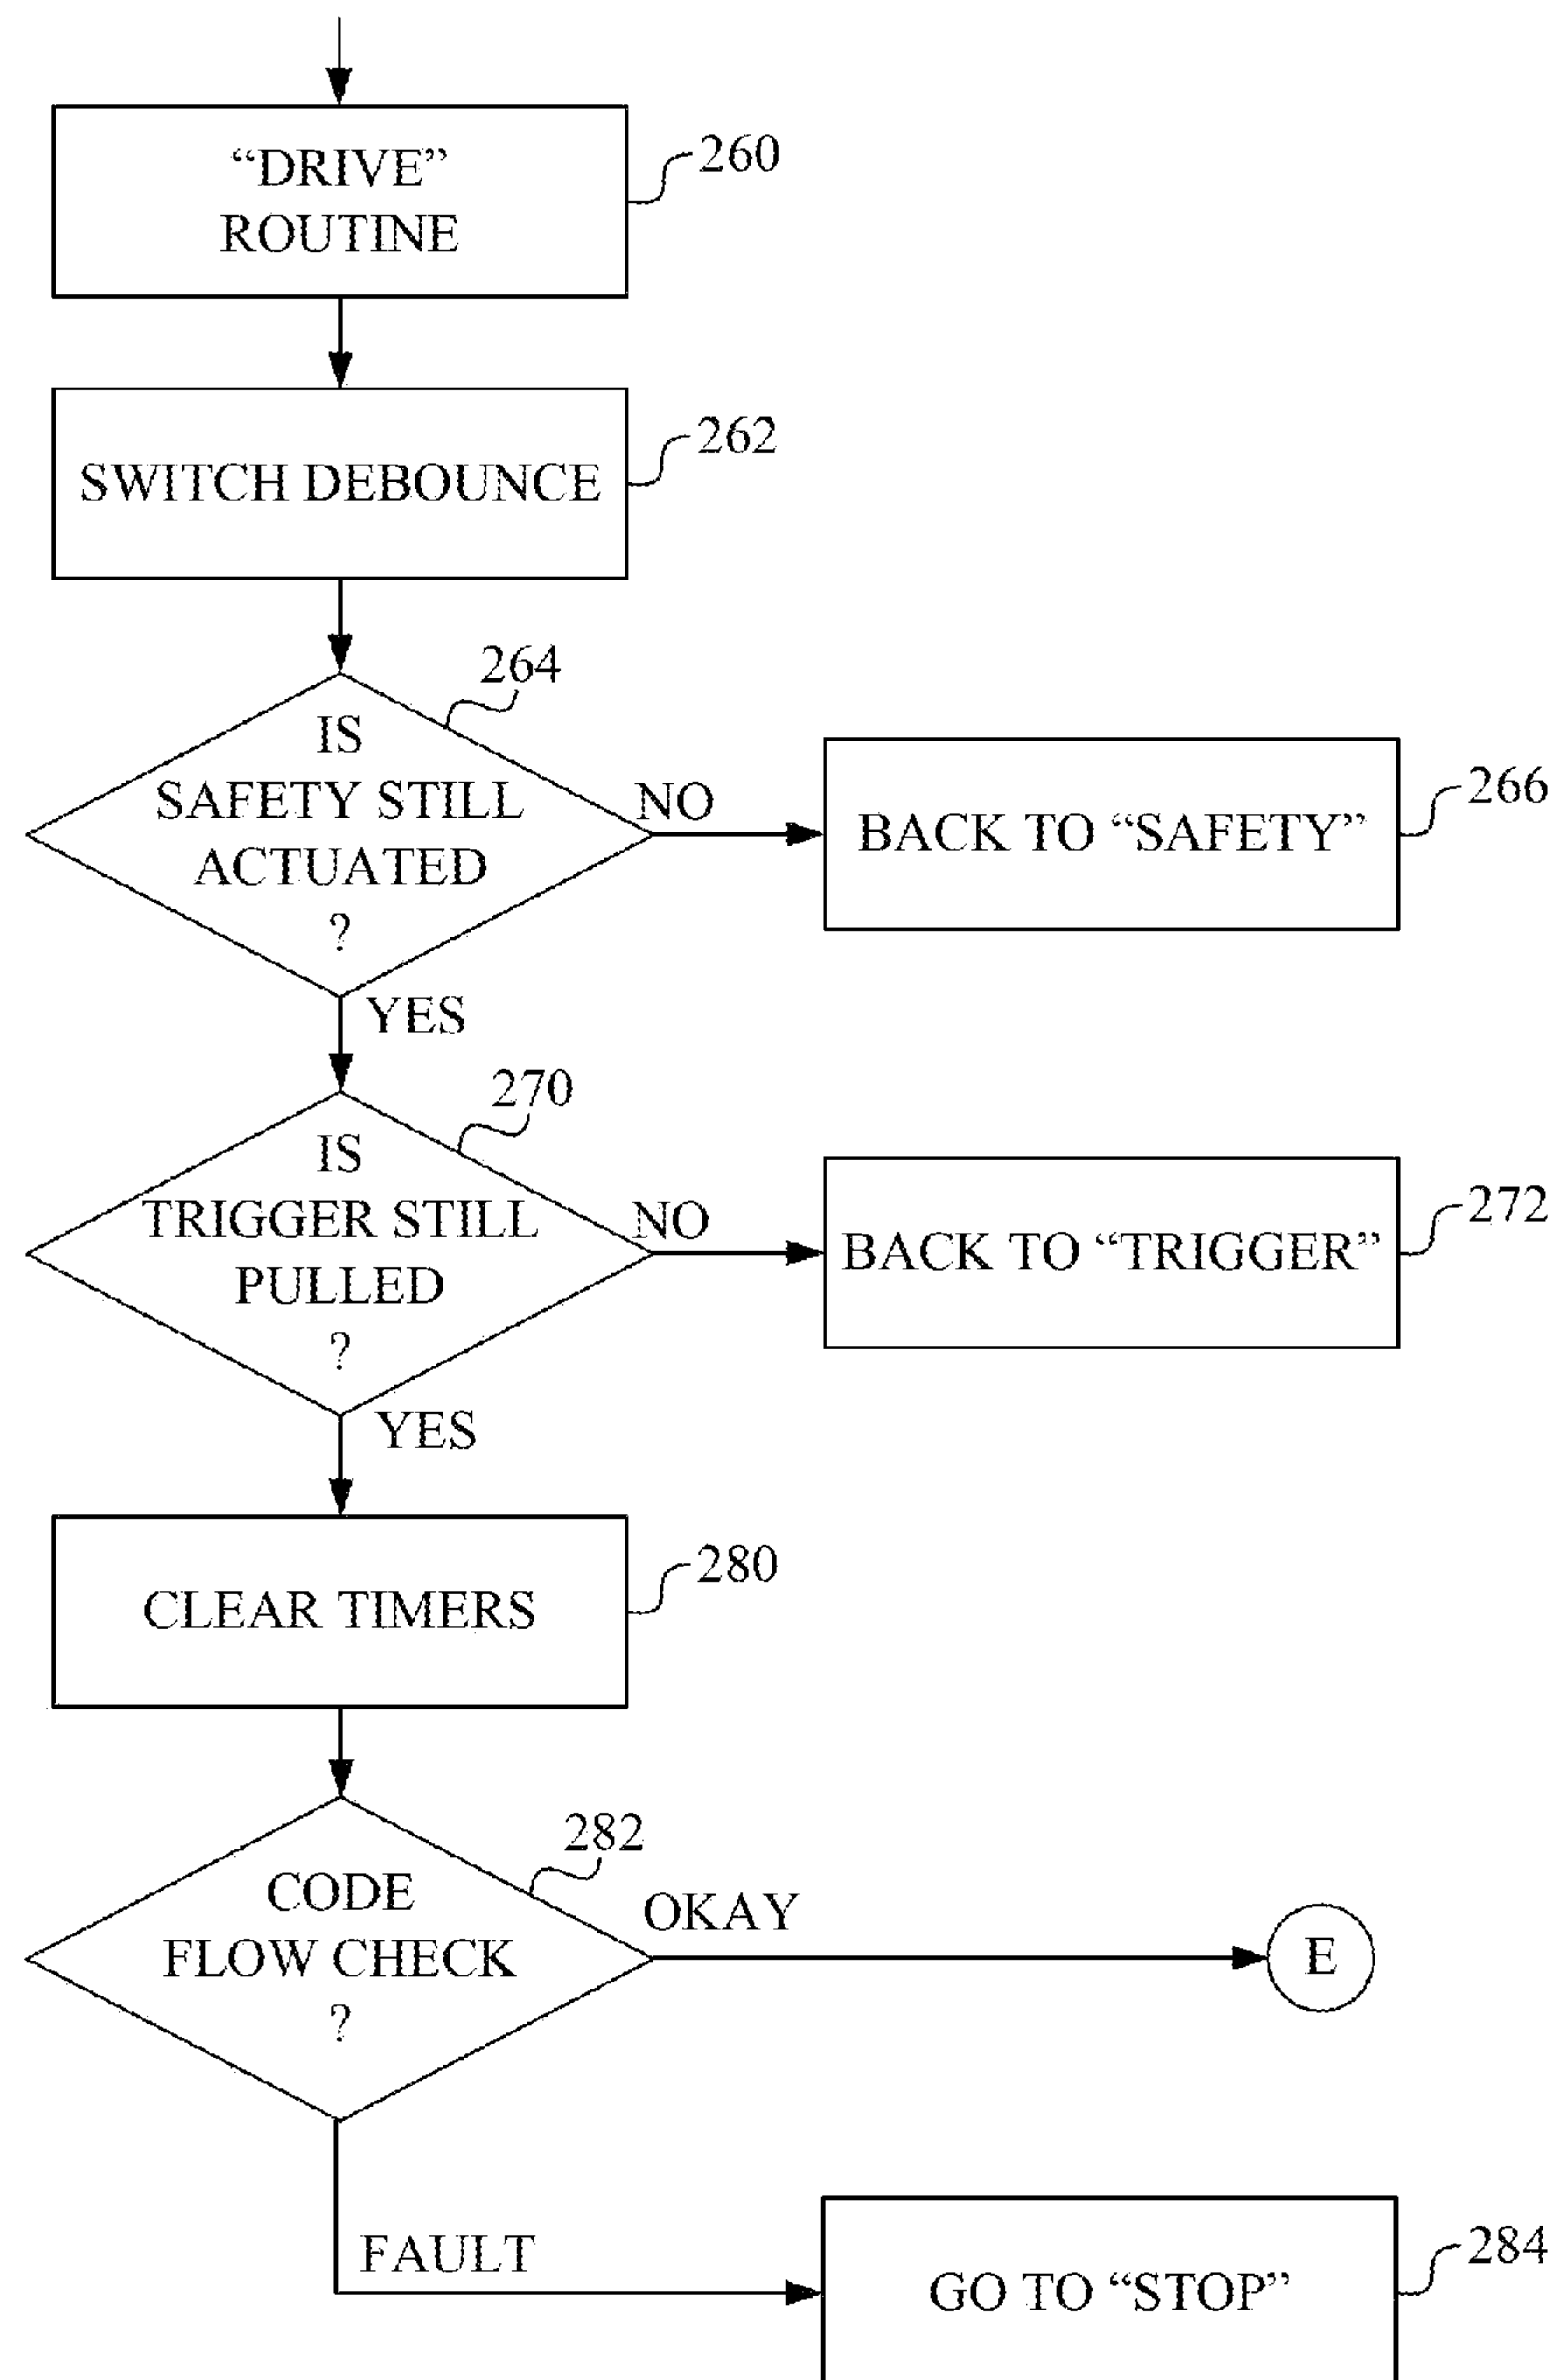 “DRIVE”
ROUTINE
260
SWITCH DEBOUNCE
262
264
IS
SAFETY STILL
ACTUATED
?
NO
BACK TO “SAFETY”
266
YES
270
IS
TRIGGER STILL
PULLED
?
NO
BACK TO “TRIGGER”
272
YES
CLEAR TIMERS
280
282
CODE
FLOW CHECK
?
OKAY
E
FAULT
GO TO “STOP”
284